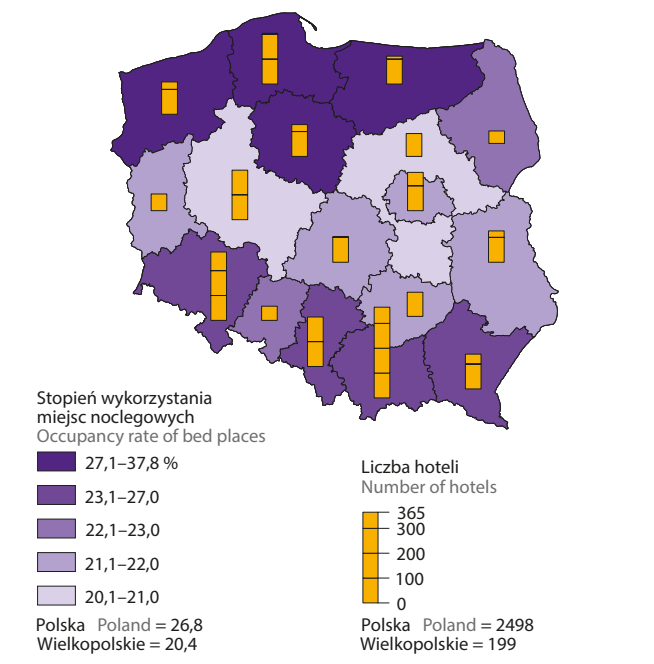 Stopień wykorzystania
miejsc noclegowych
Occupancy rate of bed places
27,1–37,8 %
23,1–27,0
22,1–23,0
21,1–22,0
20,1–21,0
Polska Poland = 26,8
Wielkopolskie = 20,4
Liczba hoteli
Number of hotels
365
300
200
100
0
Polska Poland = 2498
Wielkopolskie = 199